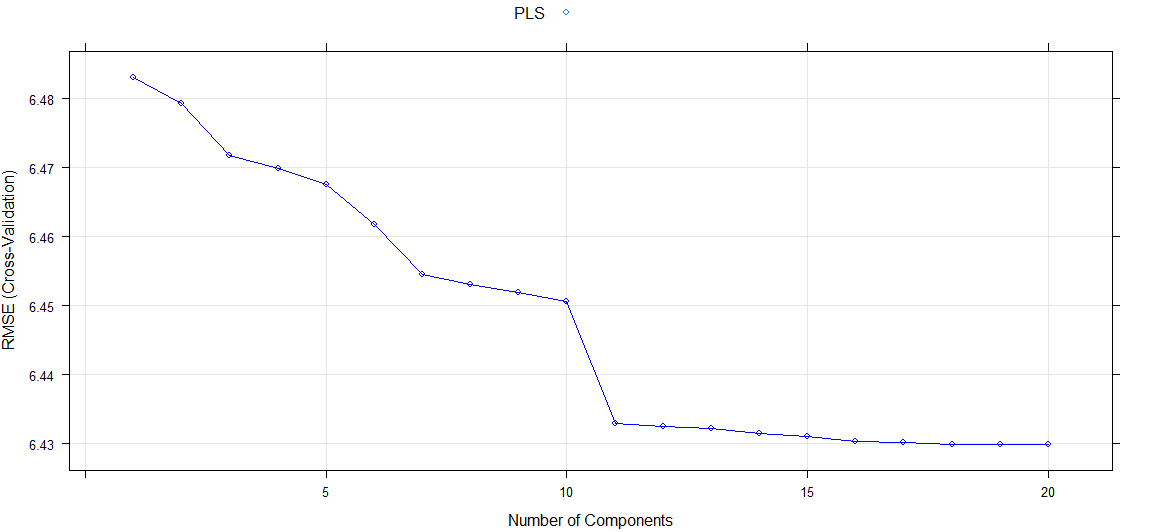 PLS
6.48
6.47
6.46
6.45
6.44
6.43
RMSE (Cross-Validation)
5 10 15 20
Number of Components